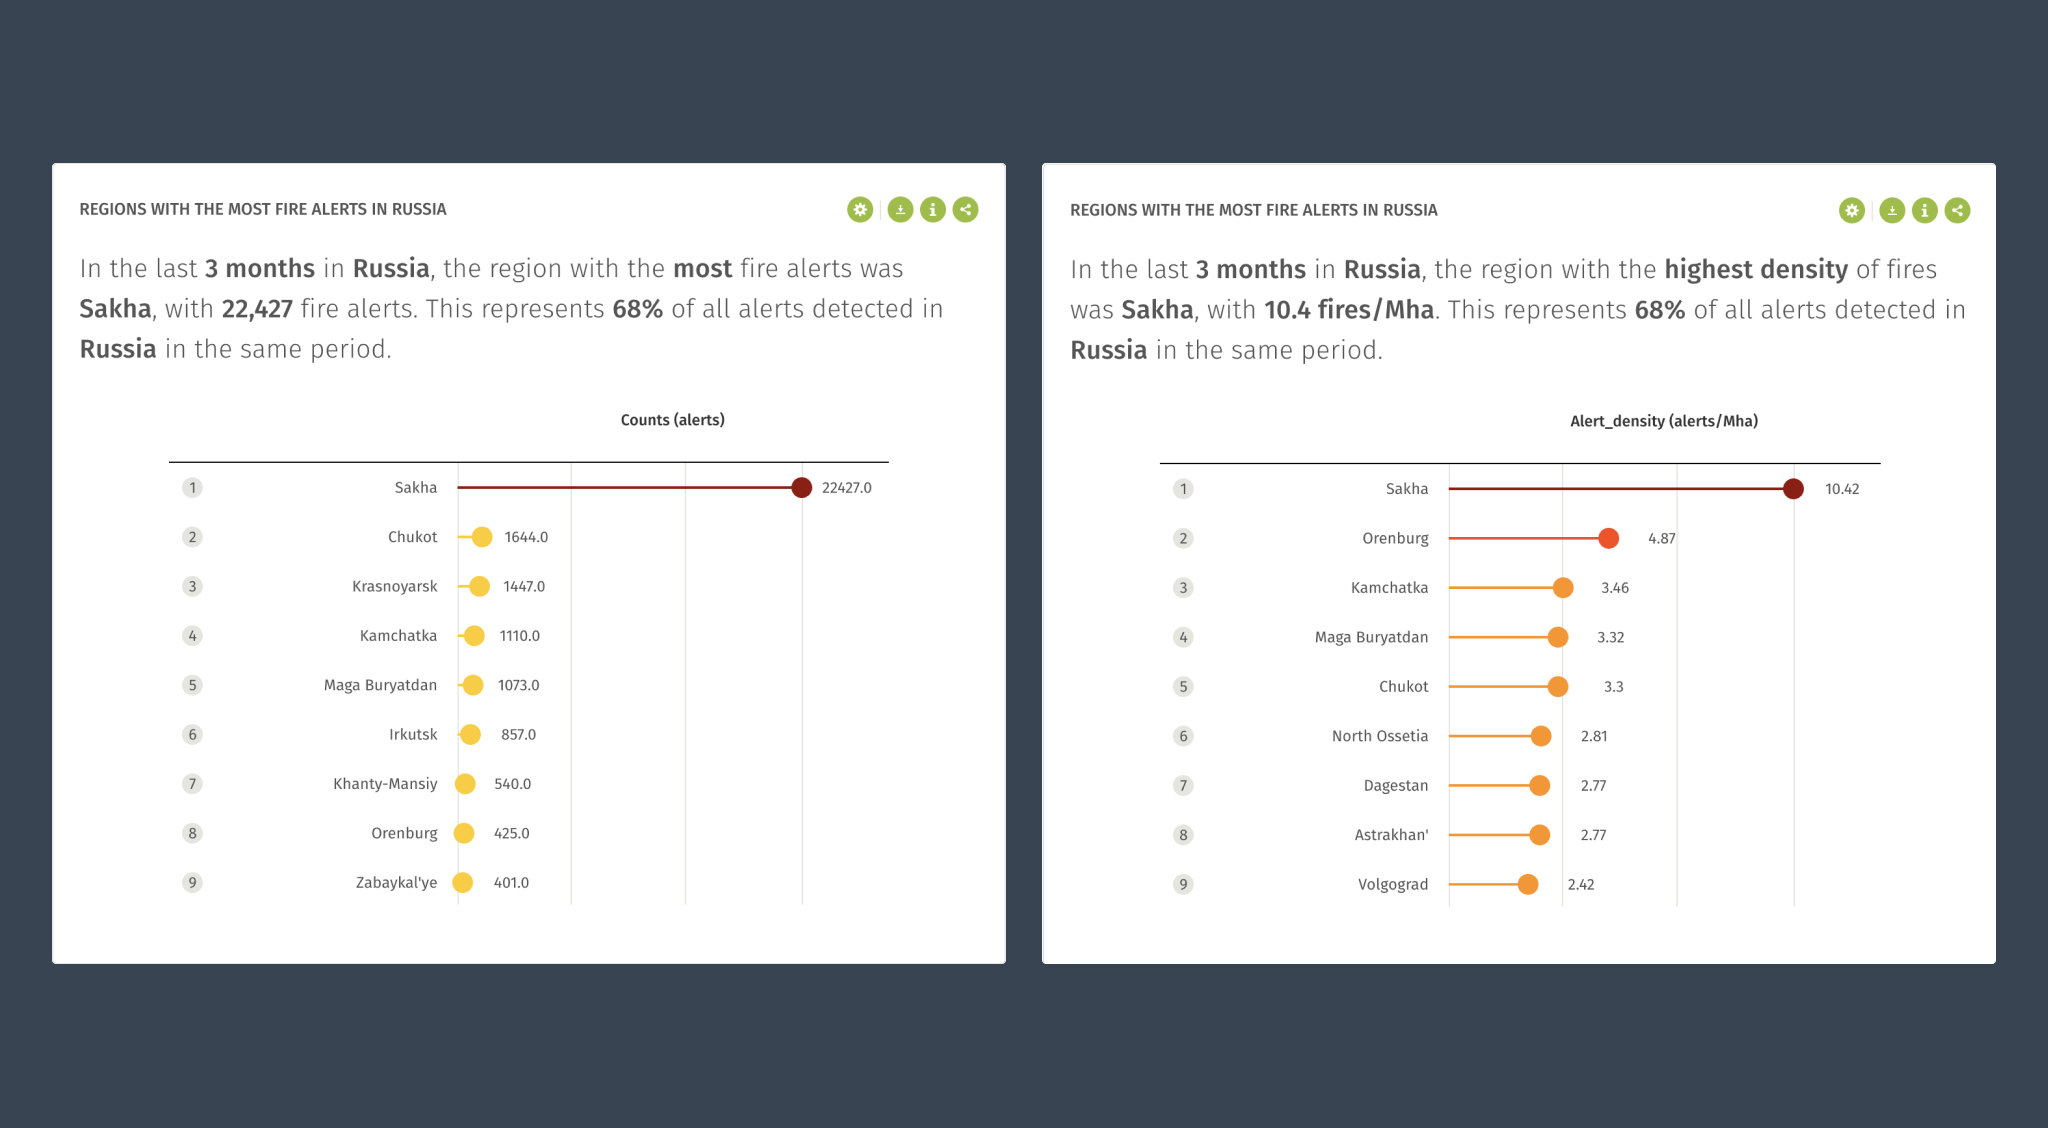 REGIONS WITH THE MOST FIRE ALERTS IN RUSSIA
In the last 3 months in Russia, the region with the most fire alerts was
Sakha, with 22,427 fire alerts. This represents 68% of all alerts detected in
Russia in the same period.
Counts (alerts)
1 Sakha 22427.0
2 Chukot 1644.0
3 Krasnoyarsk 1447.0
4 Kamchatka 1110.0
5 Maga Buryatdan 1073.0
6 Irkutsk 857.0
7 Khanty-Mansiy 540.0
8 Orenburg 425.0
9 Zabaykal'ye 401.0
REGIONS WITH THE MOST FIRE ALERTS IN RUSSIA
In the last 3 months in Russia, the region with the highest density of fires
was Sakha, with 10.4 fires/Mha. This represents 68% of all alerts detected in
Russia in the same period.
Alert_density (alerts/Mha)
1 Sakha 10.42
2 Orenburg 4.87
3 Kamchatka 3.46
4 Maga Buryatdan 3.32
5 Chukot 3.3
6 North Ossetia 2.81
7 Dagestan 2.77
8 Astrakhan' 2.77
9 Volgograd 2.42